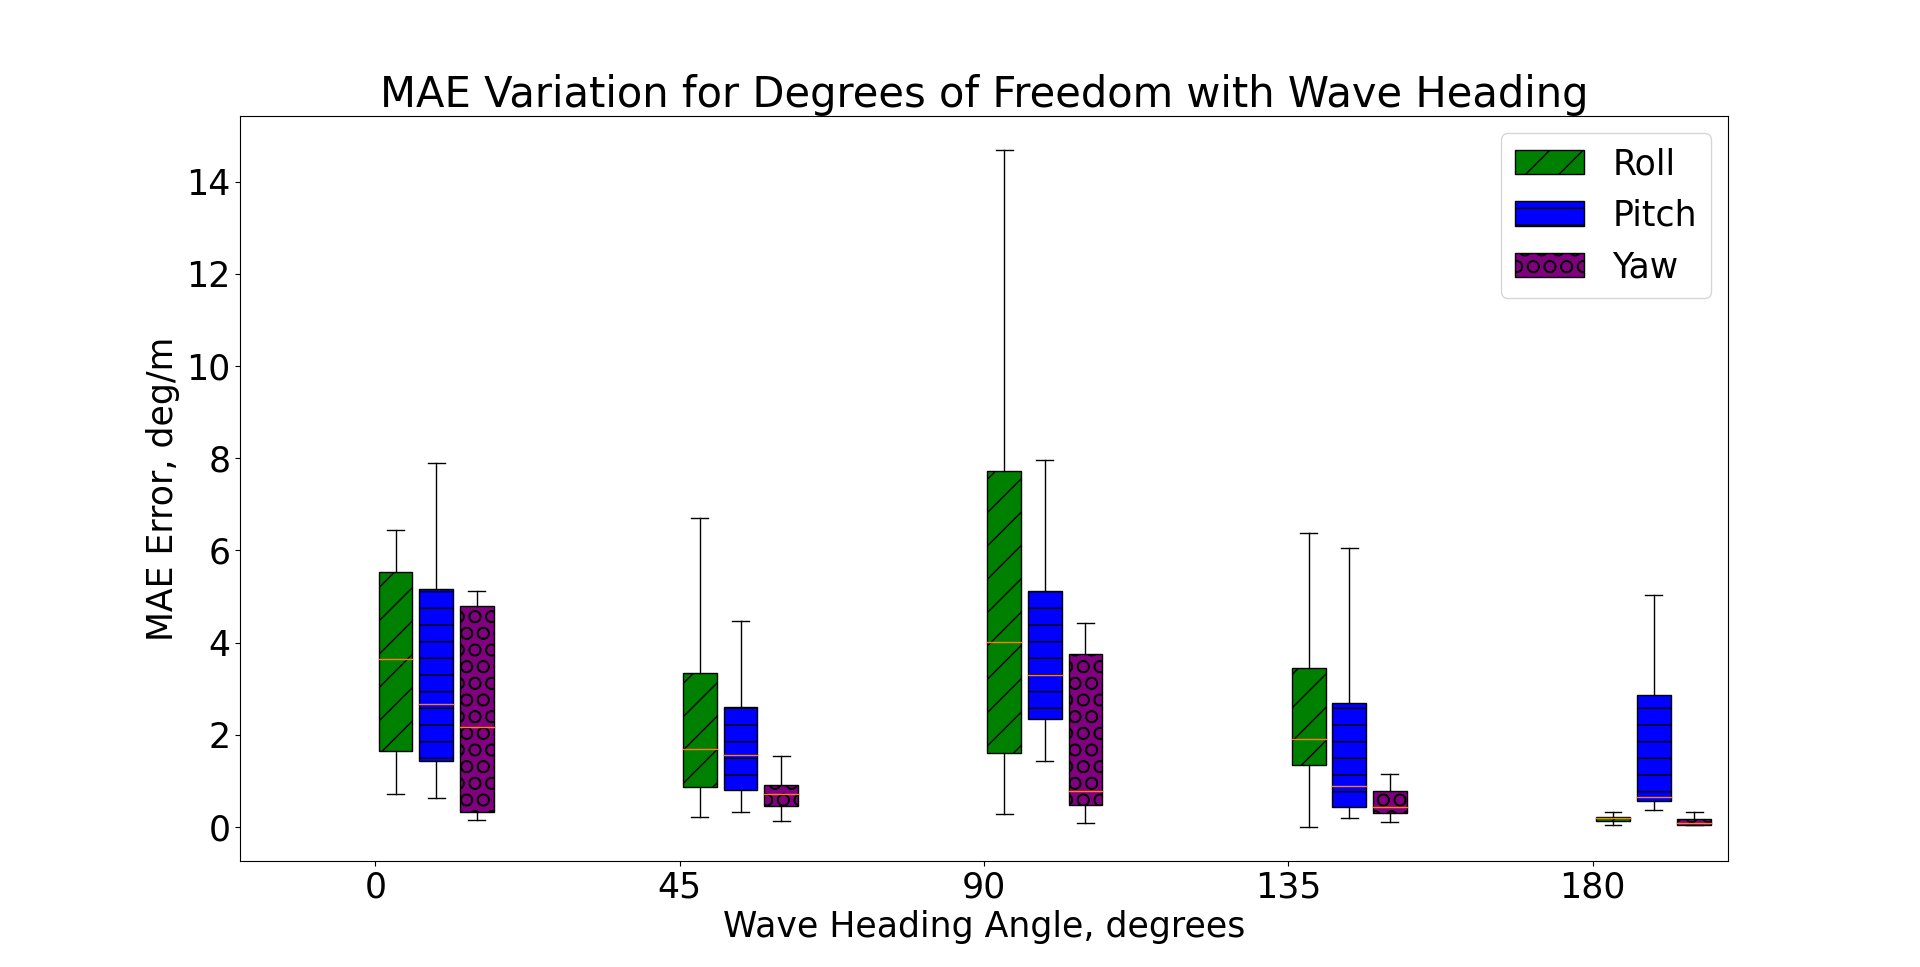 MAE Variation for Degrees of Freedom with Wave Heading
Roll
Pitch
Yaw
MAE Error, deg/m
14
12
10
8
6
4
2
0
0 45 90 135 180
Wave Heading Angle, degrees